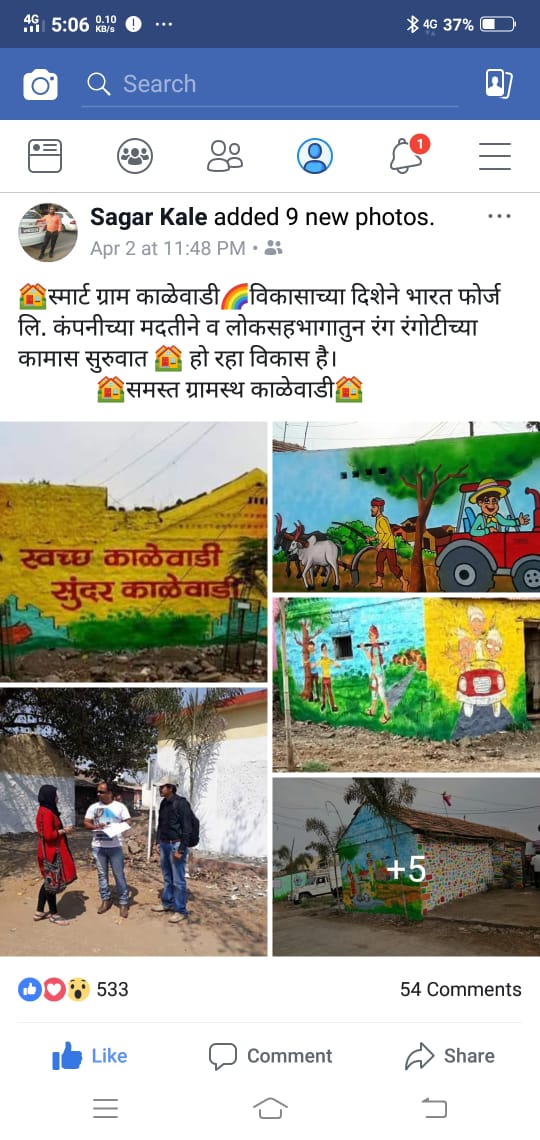 4G 5:06 0.10 KB/s ! ... 4G 37%
Search
1
Sagar Kale added 9 new photos.
Apr 2 at 11:48 PM •
🏠स्मार्ट ग्राम काळेवाडी🌈विकासाच्या दिशेने भारत फोर्ज
लि. कंपनीच्या मदतीने व लोकसहभागातुन रंग रंगोटीच्या
कामास सुरुवात 🏠 हो रहा विकास है।
🏠समस्त ग्रामस्थ काळेवाडी🏠
स्वच्छ काळेवाडी
सुंदर काळेवाडी
+5
533 54 Comments
Like Comment Share